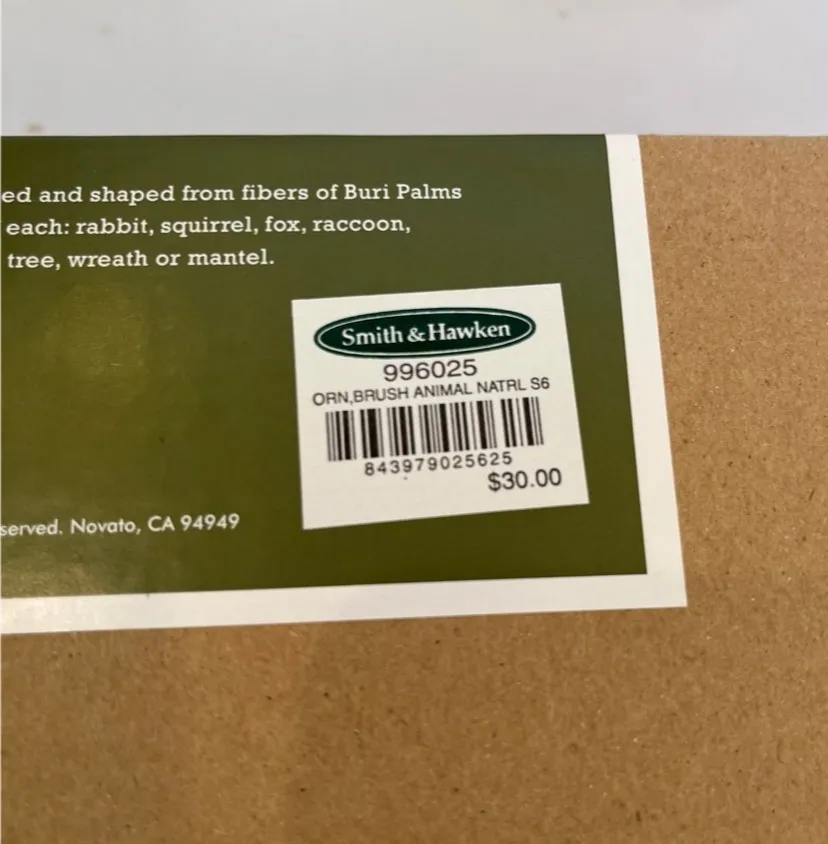 ed and shaped from fibers of Buri Palms
each: rabbit, squirrel, fox, raccoon,
tree, wreath or mantel.
Smith & Hawken
996025
ORN,BRUSH ANIMAL NATRL S6
843979025625
$30.00
served. Novato, CA 94949